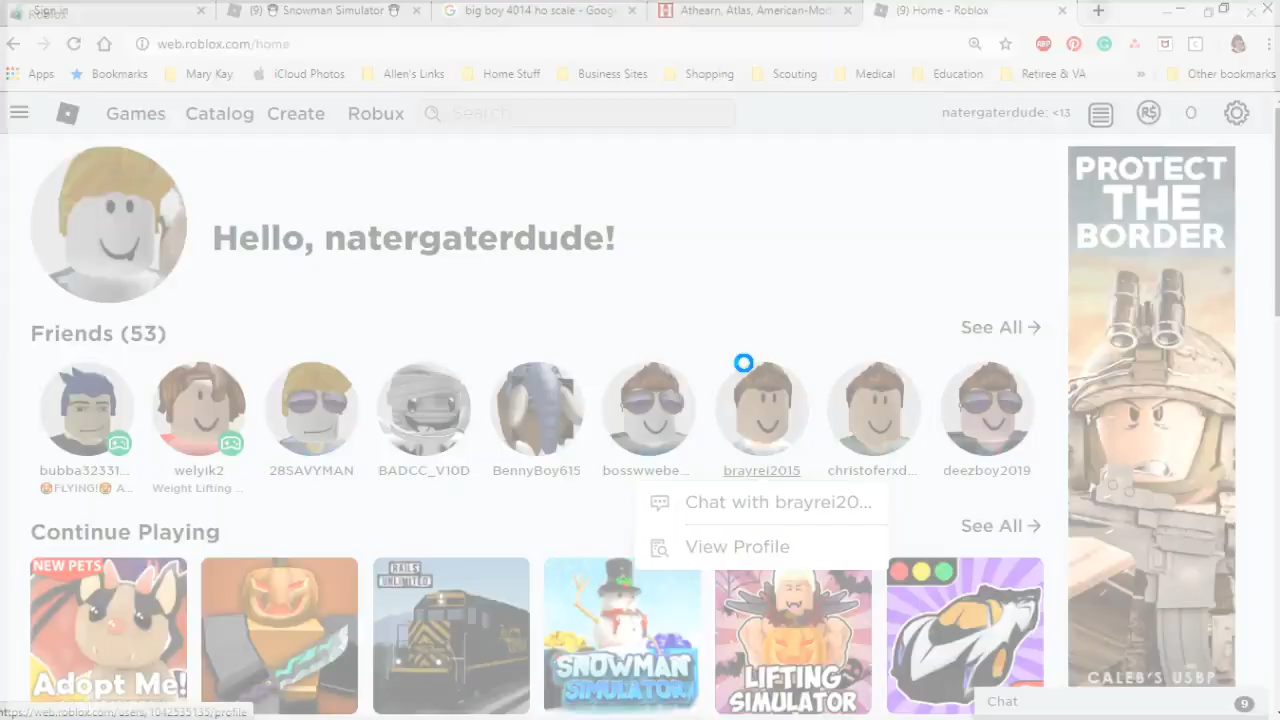 Sign in
Roblox
(9) Snowman Simulator
big boy 4014 ho scale - Goog
Athearn, Atlas, American-Mod
(9) Home - Roblox
web.roblox.com/home
Apps
Bookmarks
Mary Kay
iCloud Photos
Allen's Links
Home Stuff
Business Sites
Shopping
Scouting
Medical
Education
Retiree & VA
»
Other bookmarks
Games
Catalog
Create
Robux
Search
natergaterdude: <13
R$
0
PROTECT
THE
BORDER
Hello, natergaterdude!
Friends (53)
See All →
bubba32331...
welyik2
28SAVYMAN
BADCC_V10D
BennyBoy615
bosswwebe...
brayrei2015
christoferxd...
deezboy2019
FLYING! A...
Weight Lifting ...
Chat with brayrei20...
View Profile
Continue Playing
See All →
NEW PETS
Adopt Me!
RAILS
UNLIMITED
SNOWMAN
SIMULATOR
LIFTING
SIMULATOR
CALEB'S USBP
Chat
9
https://web.roblox.com/users/1042535135/profile